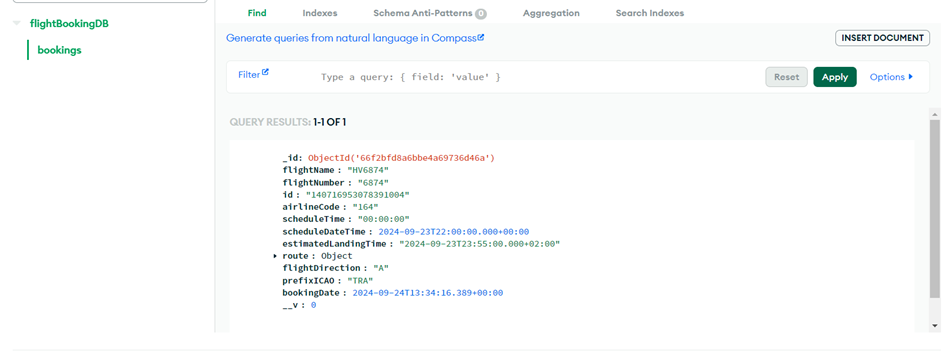 Find
Indexes
Schema Anti-Patterns 0
Aggregation
Search Indexes
flightBookingDB
bookings
Generate queries from natural language in Compass
INSERT DOCUMENT
Filter
Type a query: { field: 'value' }
Reset
Apply
Options
QUERY RESULTS: 1-1 OF 1
_id: ObjectId('66f2bfd8a6bbe4a69736d46a')
flightName : "HV6874"
flightNumber : "6874"
id : "140716953078391004"
airlineCode : "164"
scheduleTime : "00:00:00"
scheduleDateTime : 2024-09-23T22:00:00.000+00:00
estimatedLandingTime : "2024-09-23T23:55:00.000+02:00"
route : Object
flightDirection : "A"
prefixICAO : "TRA"
bookingDate : 2024-09-24T13:34:16.389+00:00
__v : 0